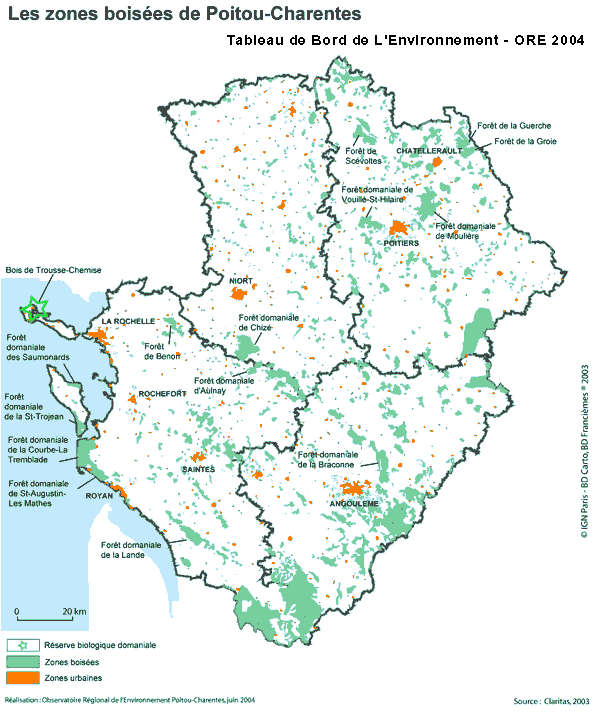 Les zones boisées de Poitou-Charentes
Tableau de Bord de L'Environnement - ORE 2004
Forêt de la Guerche
Forêt de la Groie
Forêt de
Scévolles
CHATELLERAULT
Forêt domaniale de
Vouillé-St-Hilaire
Forêt domaniale
de Moulière
POITIERS
Bois de Trousse-Chemise
NIORT
LA ROCHELLE
Forêt domaniale
de Chizé
Forêt
de Benon
Forêt
domaniale
des Saumonards
Forêt domaniale
d'Aulnay
ROCHEFORT
Forêt
domaniale
de la St-Trojean
Forêt domaniale
de la Courbe-La
Tremblade
Forêt domaniale
de la Braconne
SAINTES
Forêt domaniale
de St-Augustin-
Les Mathes
ROYAN
ANGOULEME
Forêt domaniale
de la Lande
© IGN Paris - BD Carto, BD Francièmes ® 2003
0 20 km
Réserve biologique domaniale
Zones boisées
Zones urbaines
Réalisation : Observatoire Régional de l'Environnement Poitou-Charentes, juin 2004
Source : Claritas, 2003